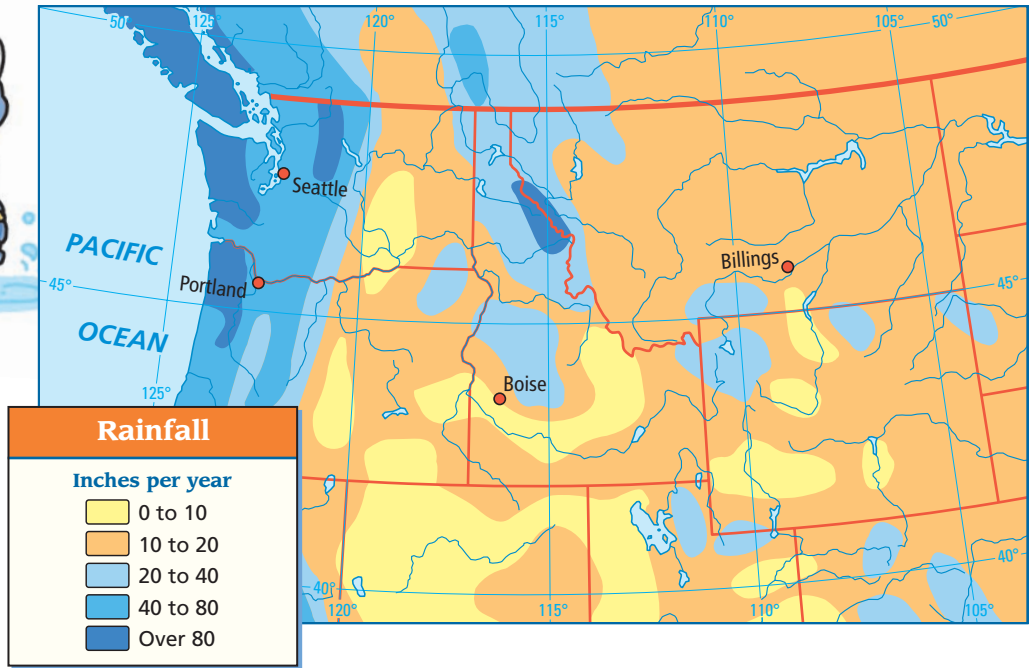 50°
125°
120°
115°
110°
105°
50°
Seattle
PACIFIC
OCEAN
Portland
Billings
45°
45°
125°
Boise
Rainfall
Inches per year
0 to 10
10 to 20
20 to 40
40 to 80
Over 80
40°
40°
120°
115°
110°
105°